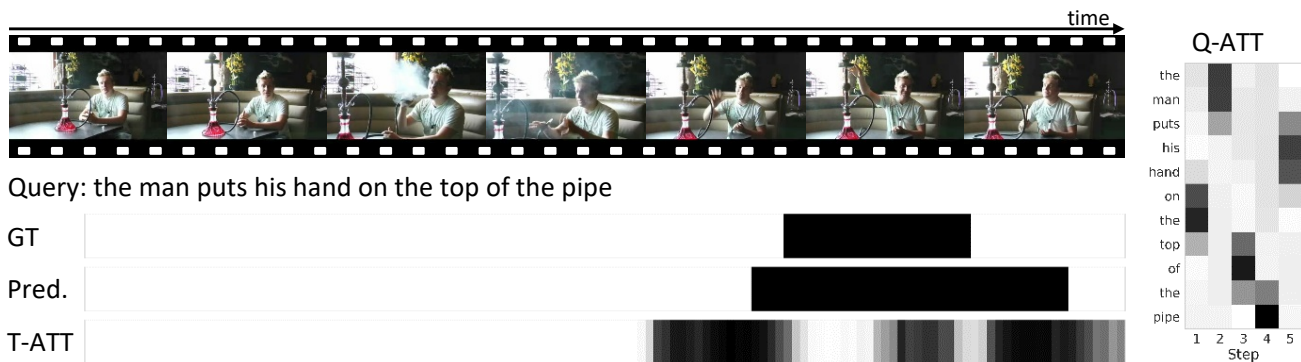 time
Query: the man puts his hand on the top of the pipe
GT
Pred.
T-ATT
Q-ATT
the
man
puts
his
hand
on
the
top
of
the
pipe
1 2 3 4 5
Step